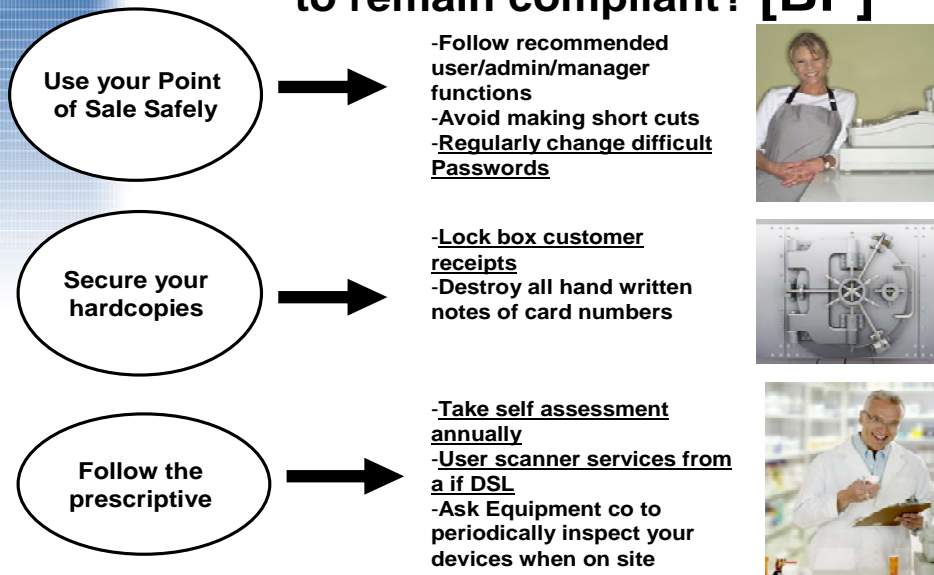 to remain compliant? [BP]
Use your Point
of Sale Safely
-Follow recommended
user/admin/manager
functions
-Avoid making short cuts
-Regularly change difficult
Passwords
Secure your
hardcopies
-Lock box customer
receipts
-Destroy all hand written
notes of card numbers
Follow the
prescriptive
-Take self assessment
annually
-User scanner services from
a if DSL
-Ask Equipment co to
periodically inspect your
devices when on site